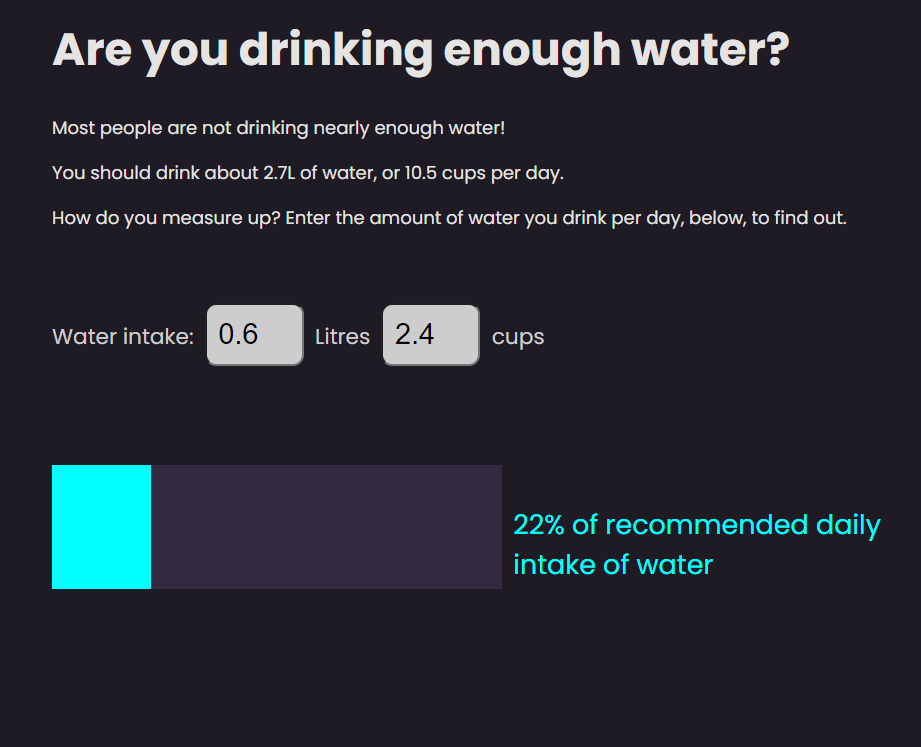 Are you drinking enough water?
Most people are not drinking nearly enough water!
You should drink about 2.7L of water, or 10.5 cups per day.
How do you measure up? Enter the amount of water you drink per day, below, to find out.
Water intake: 0.6 Litres 2.4 cups
22% of recommended daily
intake of water